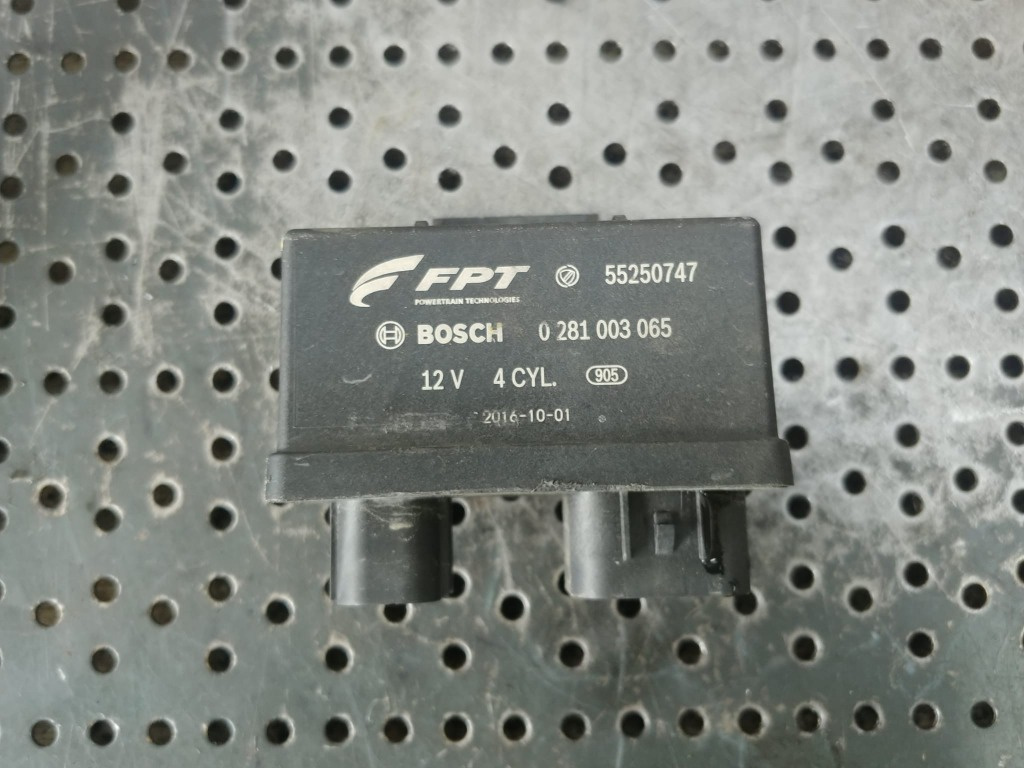 FPT 55250747
POWERTRAIN TECHNOLOGIES
BOSCH 0 281 003 065
12 V 4 CYL. 905
2016-10-01